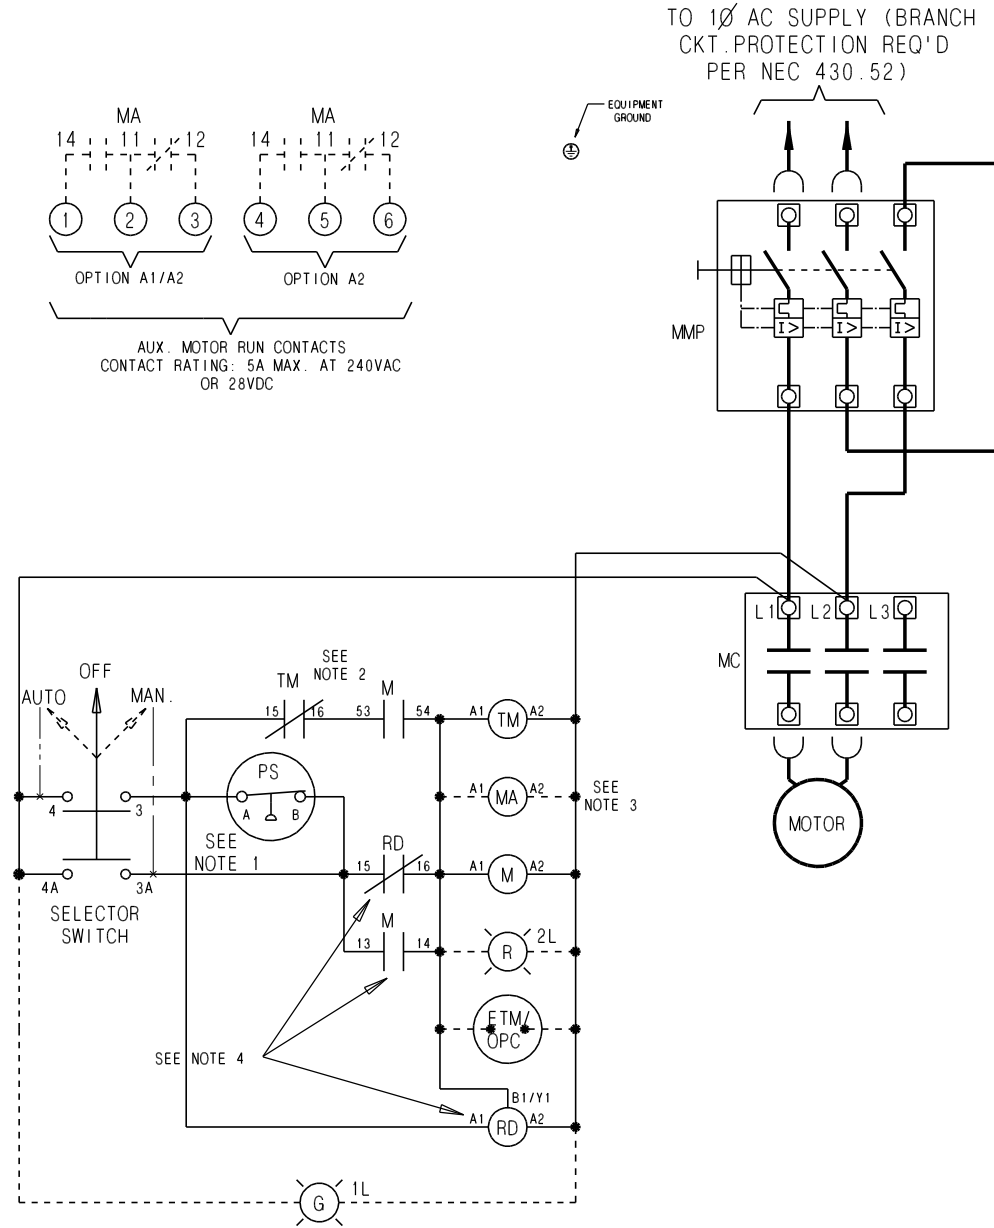 TO 1Ø AC SUPPLY (BRANCH
CKT.PROTECTION REQ'D
PER NEC 430.52)
EQUIPMENT
GROUND
MA
14 11 12
1 2 3
OPTION A1/A2
MA
14 11 12
4 5 6
OPTION A2
AUX. MOTOR RUN CONTACTS
CONTACT RATING: 5A MAX. AT 240VAC
OR 28VDC
MMP
I> I> I>
L1 L2 L3
MC
MOTOR
OFF
AUTO MAN.
4 3
4A 3A
SELECTOR
SWITCH
SEE
NOTE 2
TM
15 16
M
53 54
A1 TM A2
PS
A B
A1 MA A2
SEE
NOTE 3
SEE
NOTE 1
RD
15 16
A1 M A2
M
13 14
R 2L
ETM/
OPC
SEE NOTE 4
B1/Y1
A1 RD A2
G 1L